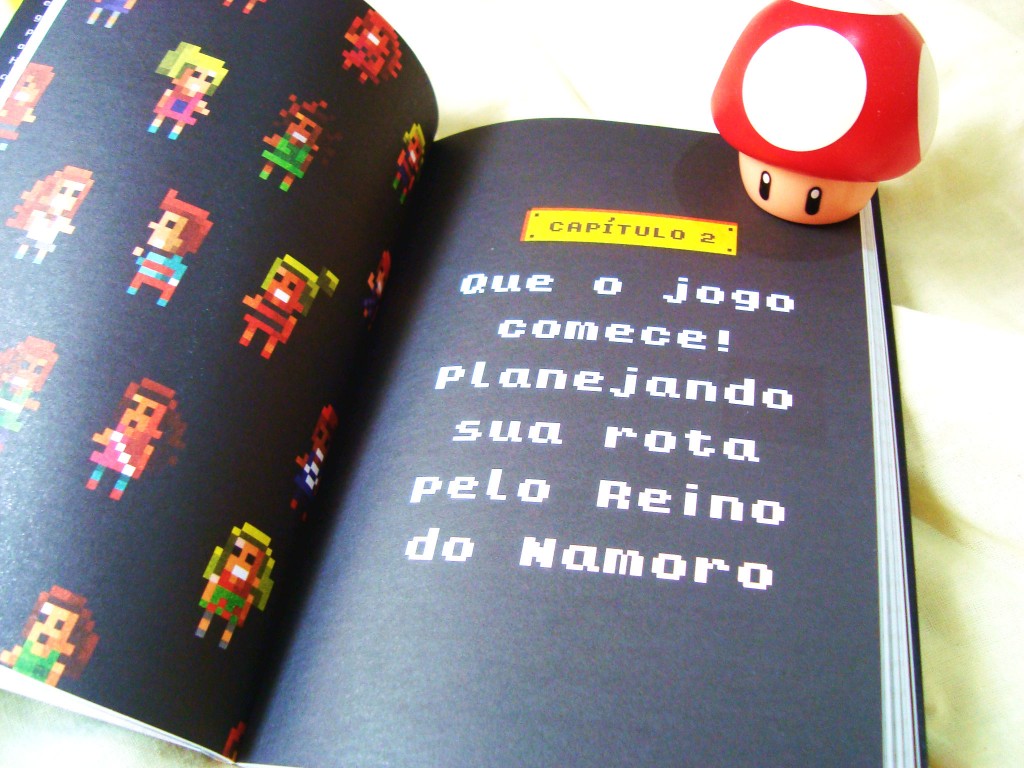 CAPÍTULO 2
Que o jogo
comece!
planejando
sua rota
pelo Reino
do Namoro